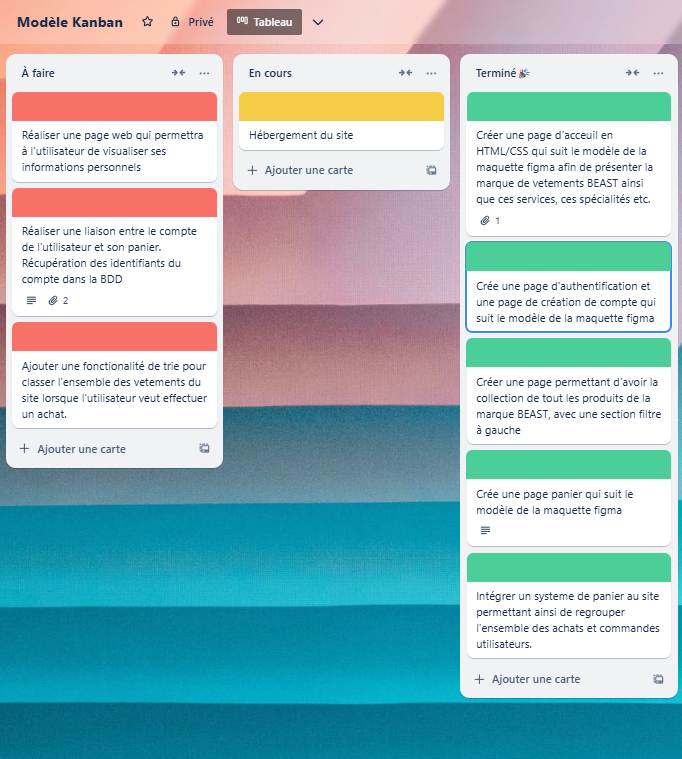 Modèle Kanban
Privé
Tableau
À faire
Réaliser une page web qui permettra
à l'utilisateur de visualiser ses
informations personnels
Réaliser une liaison entre le compte
de l'utilisateur et son panier.
Récupération des identifiants du
compte dans la BDD
2
Ajouter une fonctionalité de trie pour
classer l'ensemble des vetements du
site lorsque l'utilisateur veut effectuer
un achat.
Ajouter une carte
En cours
Hébergement du site
Ajouter une carte
Terminé🎉
Créer une page d'acceuil en
HTML/CSS qui suit le modèle de la
maquette figma afin de présenter la
marque de vetements BEAST ainsi
que ces services, ces spécialités etc.
1
Crée une page d'authentification et
une page de création de compte qui
suit le modèle de la maquette figma
Créer une page permettant d'avoir la
collection de tout les produits de la
marque BEAST, avec une section filtre
à gauche
Crée une page panier qui suit le
modèle de la maquette figma
Intégrer un systeme de panier au site
permettant ainsi de regrouper
l'ensemble des achats et commandes
utilisateurs.
Ajouter une carte